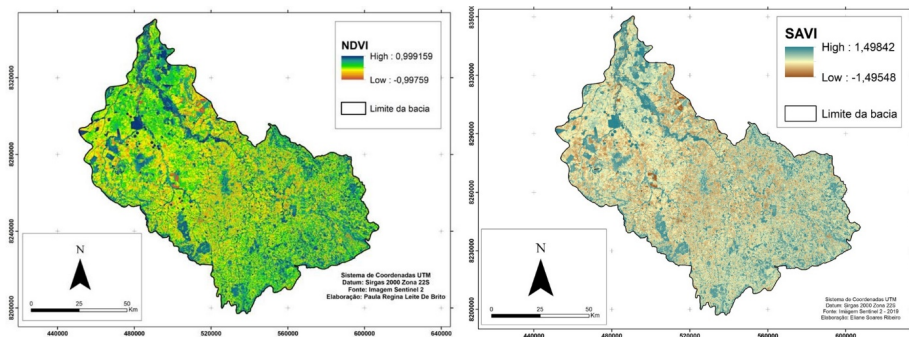 NDVI
High : 0,999159
Low : -0,99759
Limite da bacia
8320000
8280000
8240000
8200000
N
0
25
50
Km
Sistema de Coordenadas UTM
Datum: Sirgas 2000 Zona 22S
Fonte: Imagem Sentinel 2
Elaboração: Paula Regina Leite De Brito
440000
480000
520000
560000
600000
640000
SAVI
High : 1,49842
Low : -1,49548
Limite da bacia
8320000
8290000
8260000
8230000
8200000
N
0
25
50
Km
Sistema de Coordenadas UTM
Datum: Sirgas 2000 Zona 22S
Fonte: Imagem Sentinel 2 - 2019
Elaboração: Eliane Soares Ribeiro
440000
480000
520000
560000
600000